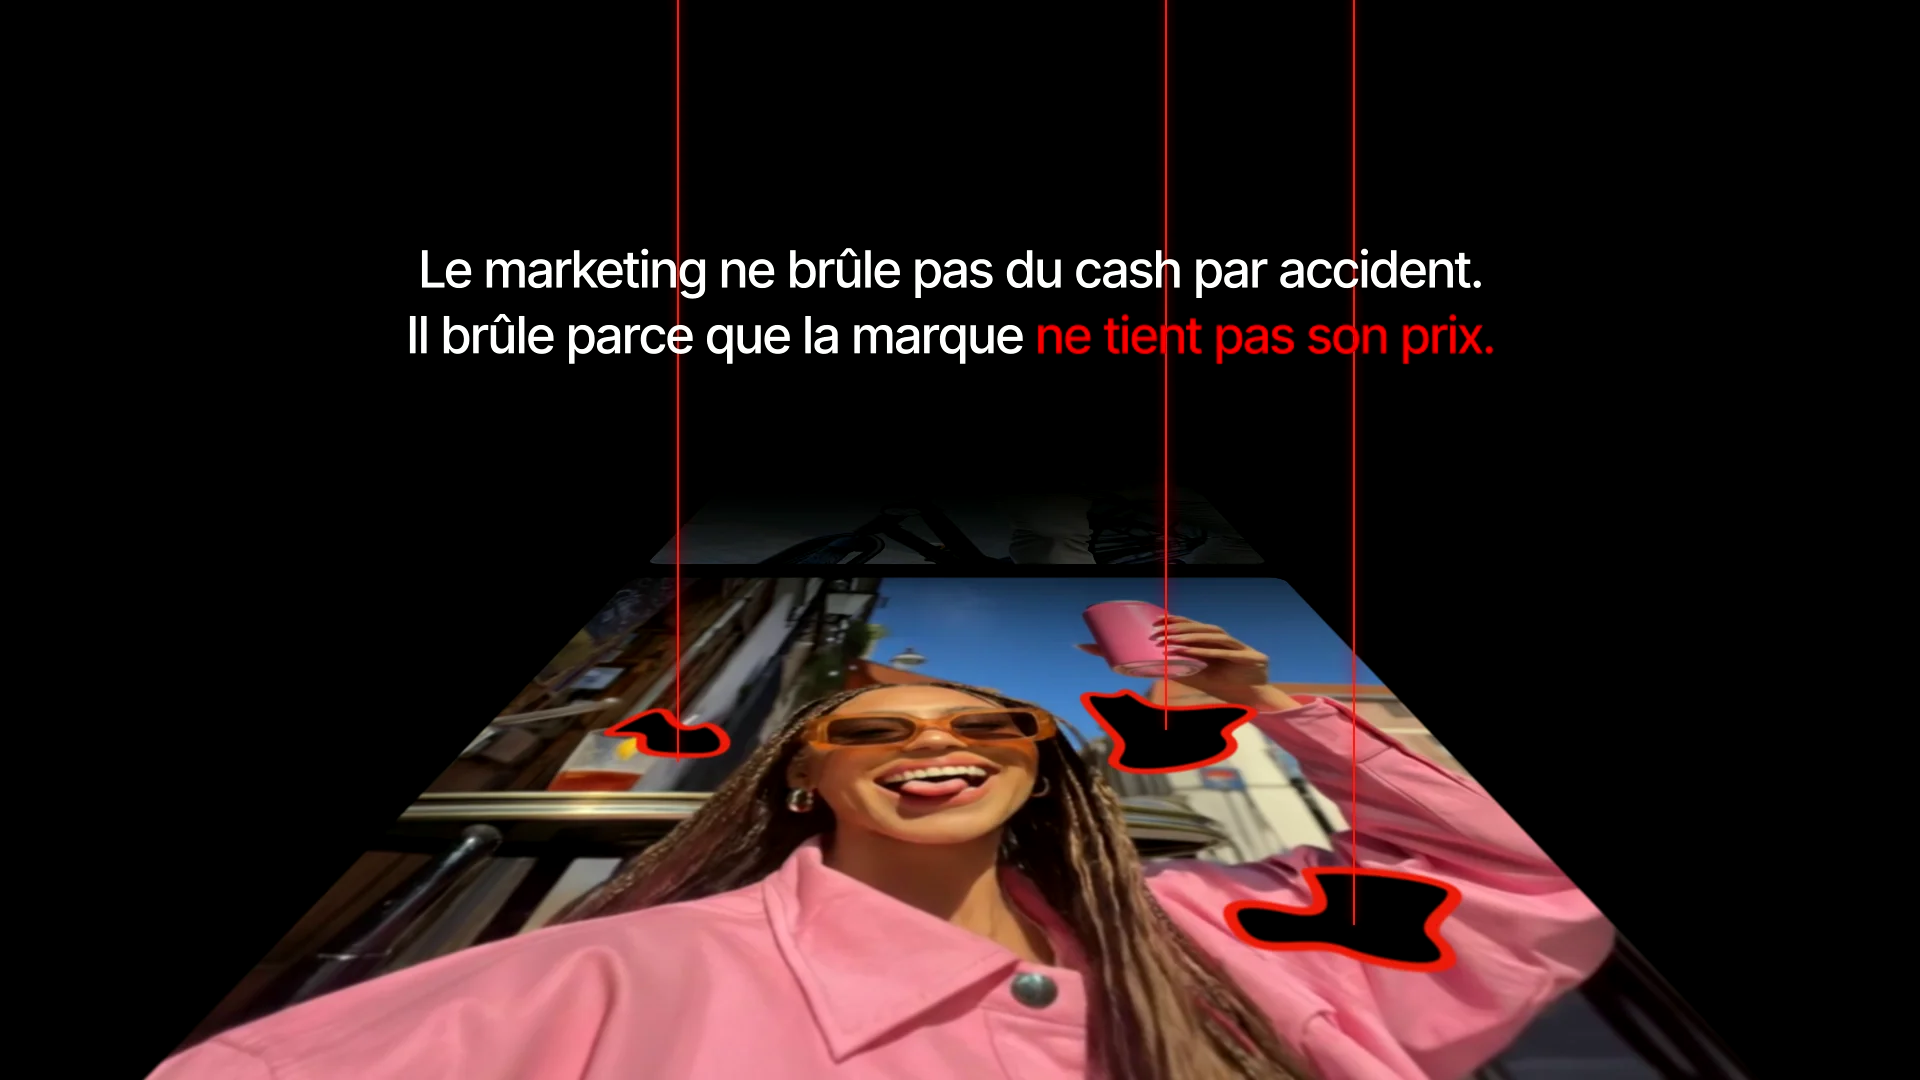 Le marketing ne brûle pas du cash par accident.
Il brûle parce que la marque ne tient pas son prix.